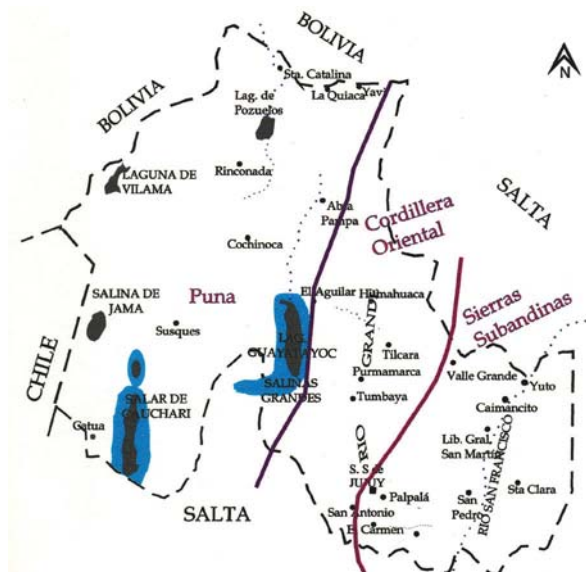 BOLIVIA
N
Sta. Catalina
La Quiaca
Yavi
BOLIVIA
Lag. de
Pozuelos
Rinconada
LAGUNA DE
VILAMA
SALTA
Abra
Pampa
Cordillera
Oriental
Cochinoca
SALINA DE
JAMA
Puna
El Aguilar
Humahuaca
Sierras
Subandinas
Susques
LAG.
GUAYATAYOC
RIO GRANDE
Tilcara
CHILE
Purmamarca
Valle Grande
Yuto
SALINAS
GRANDES
SALAR DE
CAUCHARI
Tumbaya
Caimancito
Catua
Lib. Gral.
San Martín
RIO SAN FRANCISCO
S. S de
JUJUY
Palpalá
San
Pedro
Sta Clara
SALTA
San Antonio
El Carmen